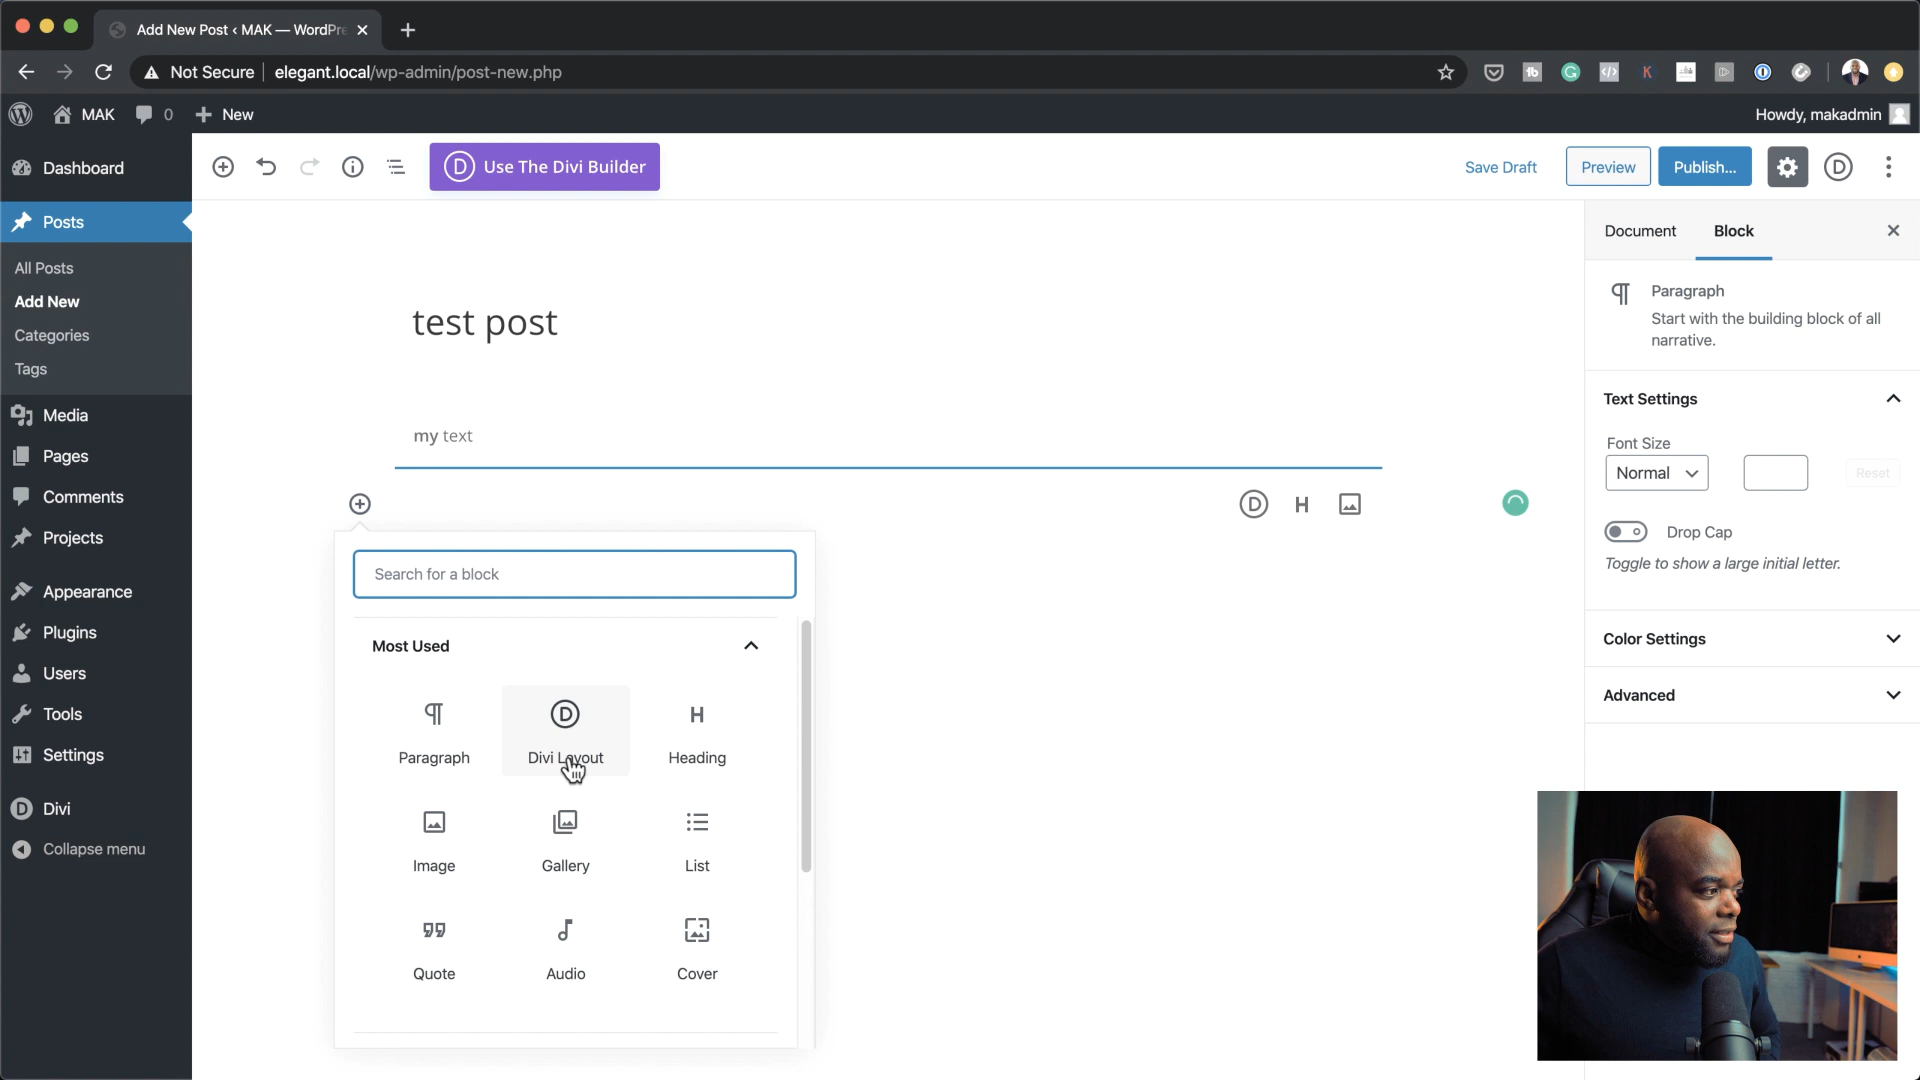 Add New Post ‹ MAK — WordPre
Not Secure
elegant.local/wp-admin/post-new.php
MAK
0
New
Howdy, makadmin
Dashboard
Posts
All Posts
Add New
Categories
Tags
Media
Pages
Comments
Projects
Appearance
Plugins
Users
Tools
Settings
Divi
Collapse menu
Use The Divi Builder
Save Draft
Preview
Publish...
test post
my text
Search for a block
Most Used
Paragraph
Divi Layout
Heading
Image
Gallery
List
Quote
Audio
Cover
Document
Block
Paragraph
Start with the building block of all
narrative.
Text Settings
Font Size
Normal
Reset
Drop Cap
Toggle to show a large initial letter.
Color Settings
Advanced